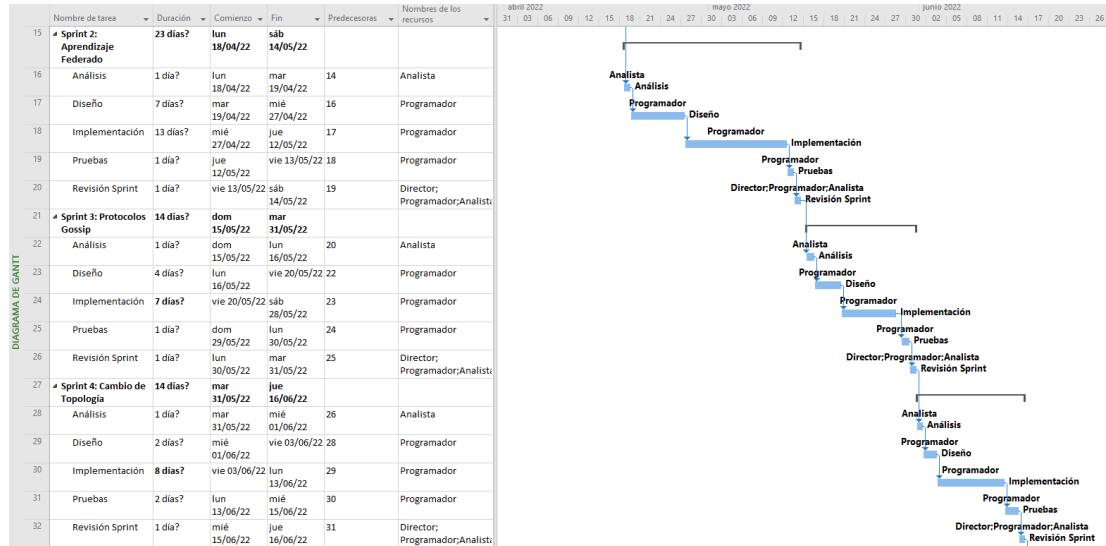 abril 2022 mayo 2022 junio 2022
Nombre de tarea Duración Comienzo Fin Predecesoras Nombres de los recursos 31 03 06 09 12 15 18 21 24 27 30 03 06 09 12 15 18 21 24 27 30 02 05 08 11 14 17 20 23 26
DIAGRAMA DE GANTT
15 Sprint 2: Aprendizaje Federado 23 días? lun 18/04/22 sáb 14/05/22
16 Análisis 1 día? lun 18/04/22 mar 19/04/22 14 Analista
17 Diseño 7 días? mar 19/04/22 mié 27/04/22 16 Programador
18 Implementación 13 días? mié 27/04/22 jue 12/05/22 17 Programador
19 Pruebas 1 día? jue 12/05/22 vie 13/05/22 18 Programador
20 Revisión Sprint 1 día? vie 13/05/22 sáb 14/05/22 19 Director; Programador;Analista
21 Sprint 3: Protocolos Gossip 14 días? dom 15/05/22 mar 31/05/22
22 Análisis 1 día? dom 15/05/22 lun 16/05/22 20 Analista
23 Diseño 4 días? lun 16/05/22 vie 20/05/22 22 Programador
24 Implementación 7 días? vie 20/05/22 sáb 28/05/22 23 Programador
25 Pruebas 1 día? dom 29/05/22 lun 30/05/22 24 Programador
26 Revisión Sprint 1 día? lun 30/05/22 mar 31/05/22 25 Director; Programador;Analista
27 Sprint 4: Cambio de Topología 14 días? mar 31/05/22 jue 16/06/22
28 Análisis 1 día? mar 31/05/22 mié 01/06/22 26 Analista
29 Diseño 2 días? mié 01/06/22 vie 03/06/22 28 Programador
30 Implementación 8 días? vie 03/06/22 lun 13/06/22 29 Programador
31 Pruebas 2 días? lun 13/06/22 mié 15/06/22 30 Programador
32 Revisión Sprint 1 día? mié 15/06/22 jue 16/06/22 31 Director; Programador;Analista
Analista
Análisis
Programador
Diseño
Programador
Implementación
Programador
Pruebas
Director;Programador;Analista
Revisión Sprint
Analista
Análisis
Programador
Diseño
Programador
Implementación
Programador
Pruebas
Director;Programador;Analista
Revisión Sprint
Analista
Análisis
Programador
Diseño
Programador
Implementación
Programador
Pruebas
Director;Programador;Analista
Revisión Sprint